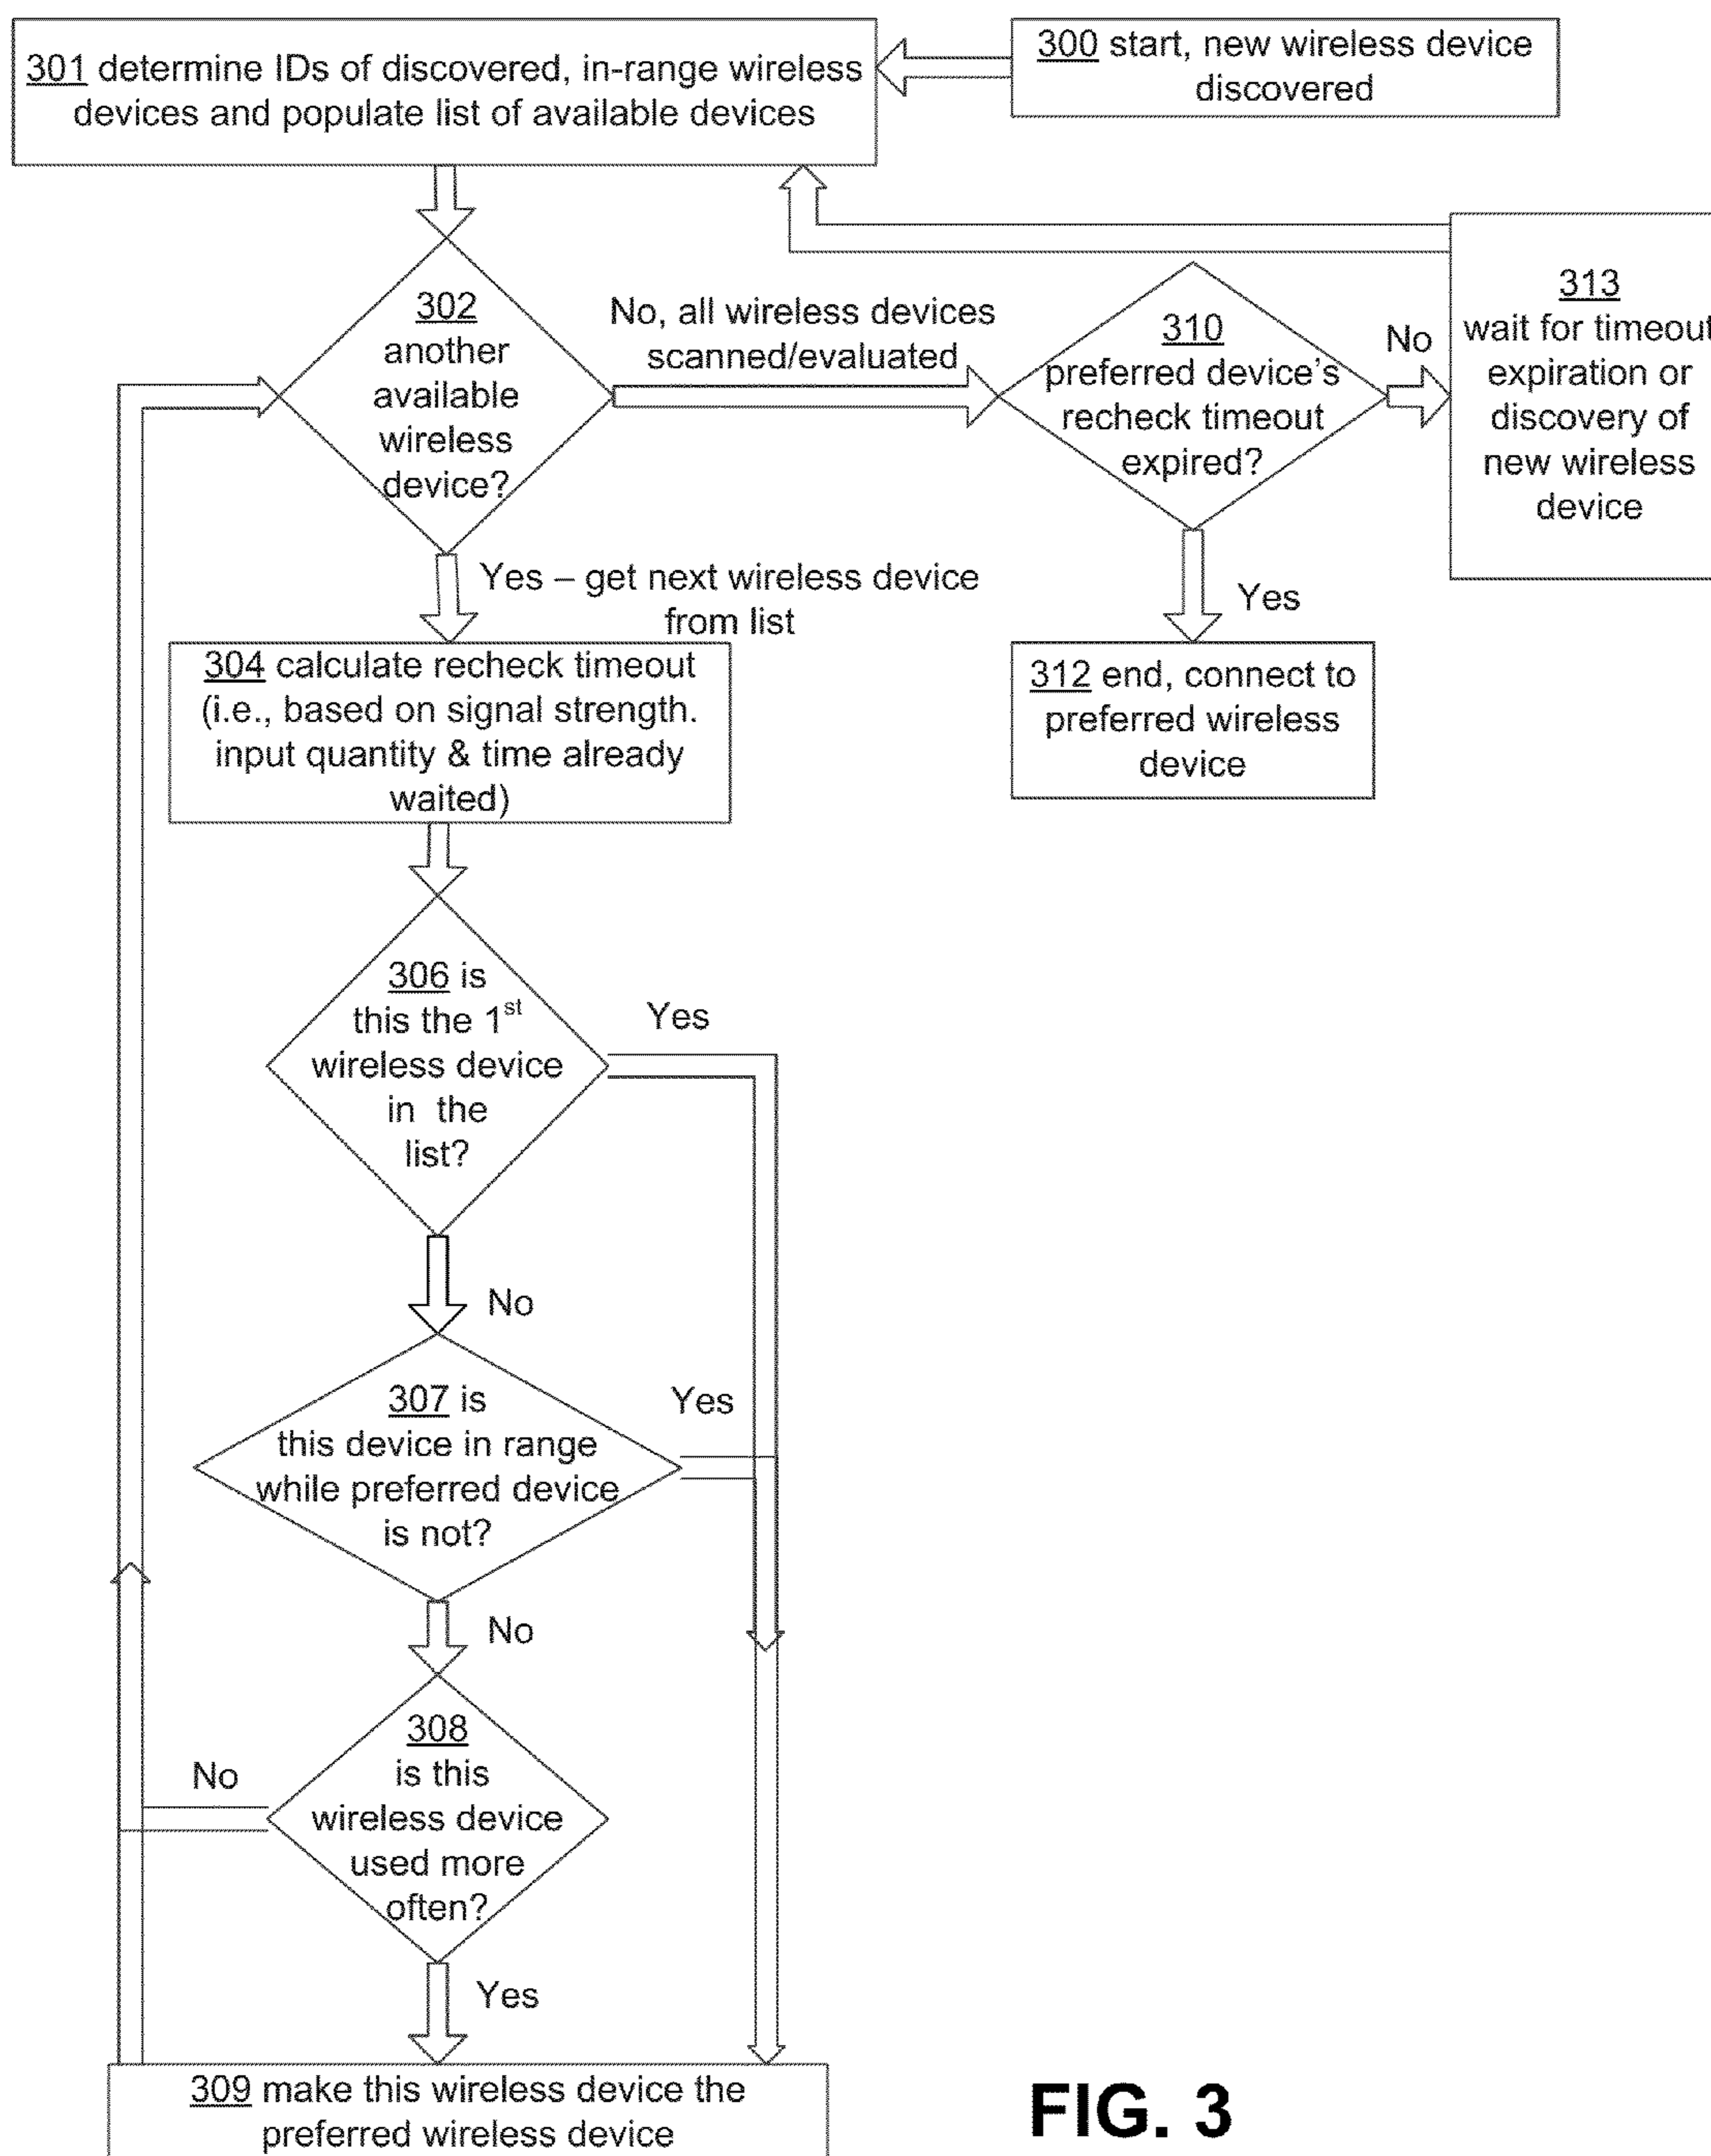 301 determine IDs of discovered, in-range wireless
devices and populate list of available devices
300 start, new wireless device
discovered
302
another
available
wireless
device?
No, all wireless devices
scanned/evaluated
310
preferred device's
recheck timeout
expired?
No
313
wait for timeout
expiration or
discovery of
new wireless
device
Yes – get next wireless device
from list
Yes
304 calculate recheck timeout
(i.e., based on signal strength.
input quantity & time already
waited)
312 end, connect to
preferred wireless
device
306 is
this the 1st
wireless device
in the
list?
Yes
No
307 is
this device in range
while preferred device
is not?
Yes
No
308
is this
wireless device
used more
often?
No
Yes
309 make this wireless device the
preferred wireless device
FIG. 3